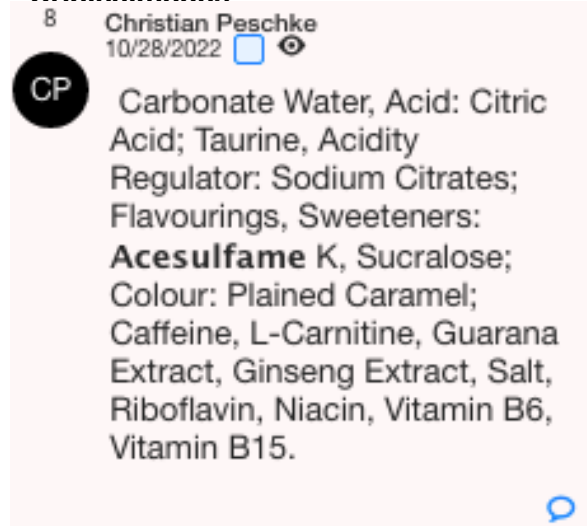 8
Christian Peschke
10/28/2022
CP
Carbonate Water, Acid: Citric
Acid; Taurine, Acidity
Regulator: Sodium Citrates;
Flavourings, Sweeteners:
Acesulfame K, Sucralose;
Colour: Plained Caramel;
Caffeine, L-Carnitine, Guarana
Extract, Ginseng Extract, Salt,
Riboflavin, Niacin, Vitamin B6,
Vitamin B15.